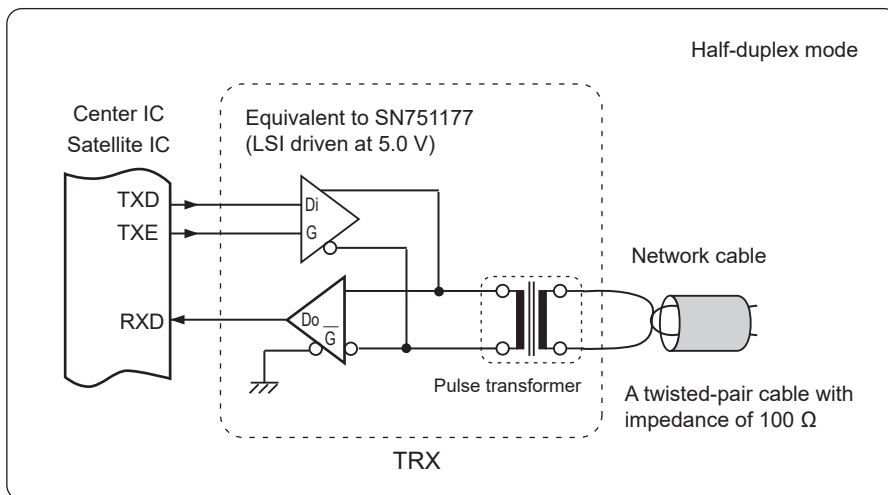 Half-duplex mode
Center IC
Satellite IC
Equivalent to SN751177
(LSI driven at 5.0 V)
TXD
Di
TXE
G
Network cable
RXD
Do
G
Pulse transformer
A twisted-pair cable with
impedance of 100 Ω
TRX